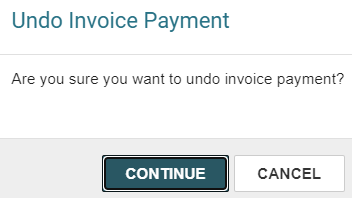 Undo Invoice Payment
Are you sure you want to undo invoice payment?
CONTINUE CANCEL